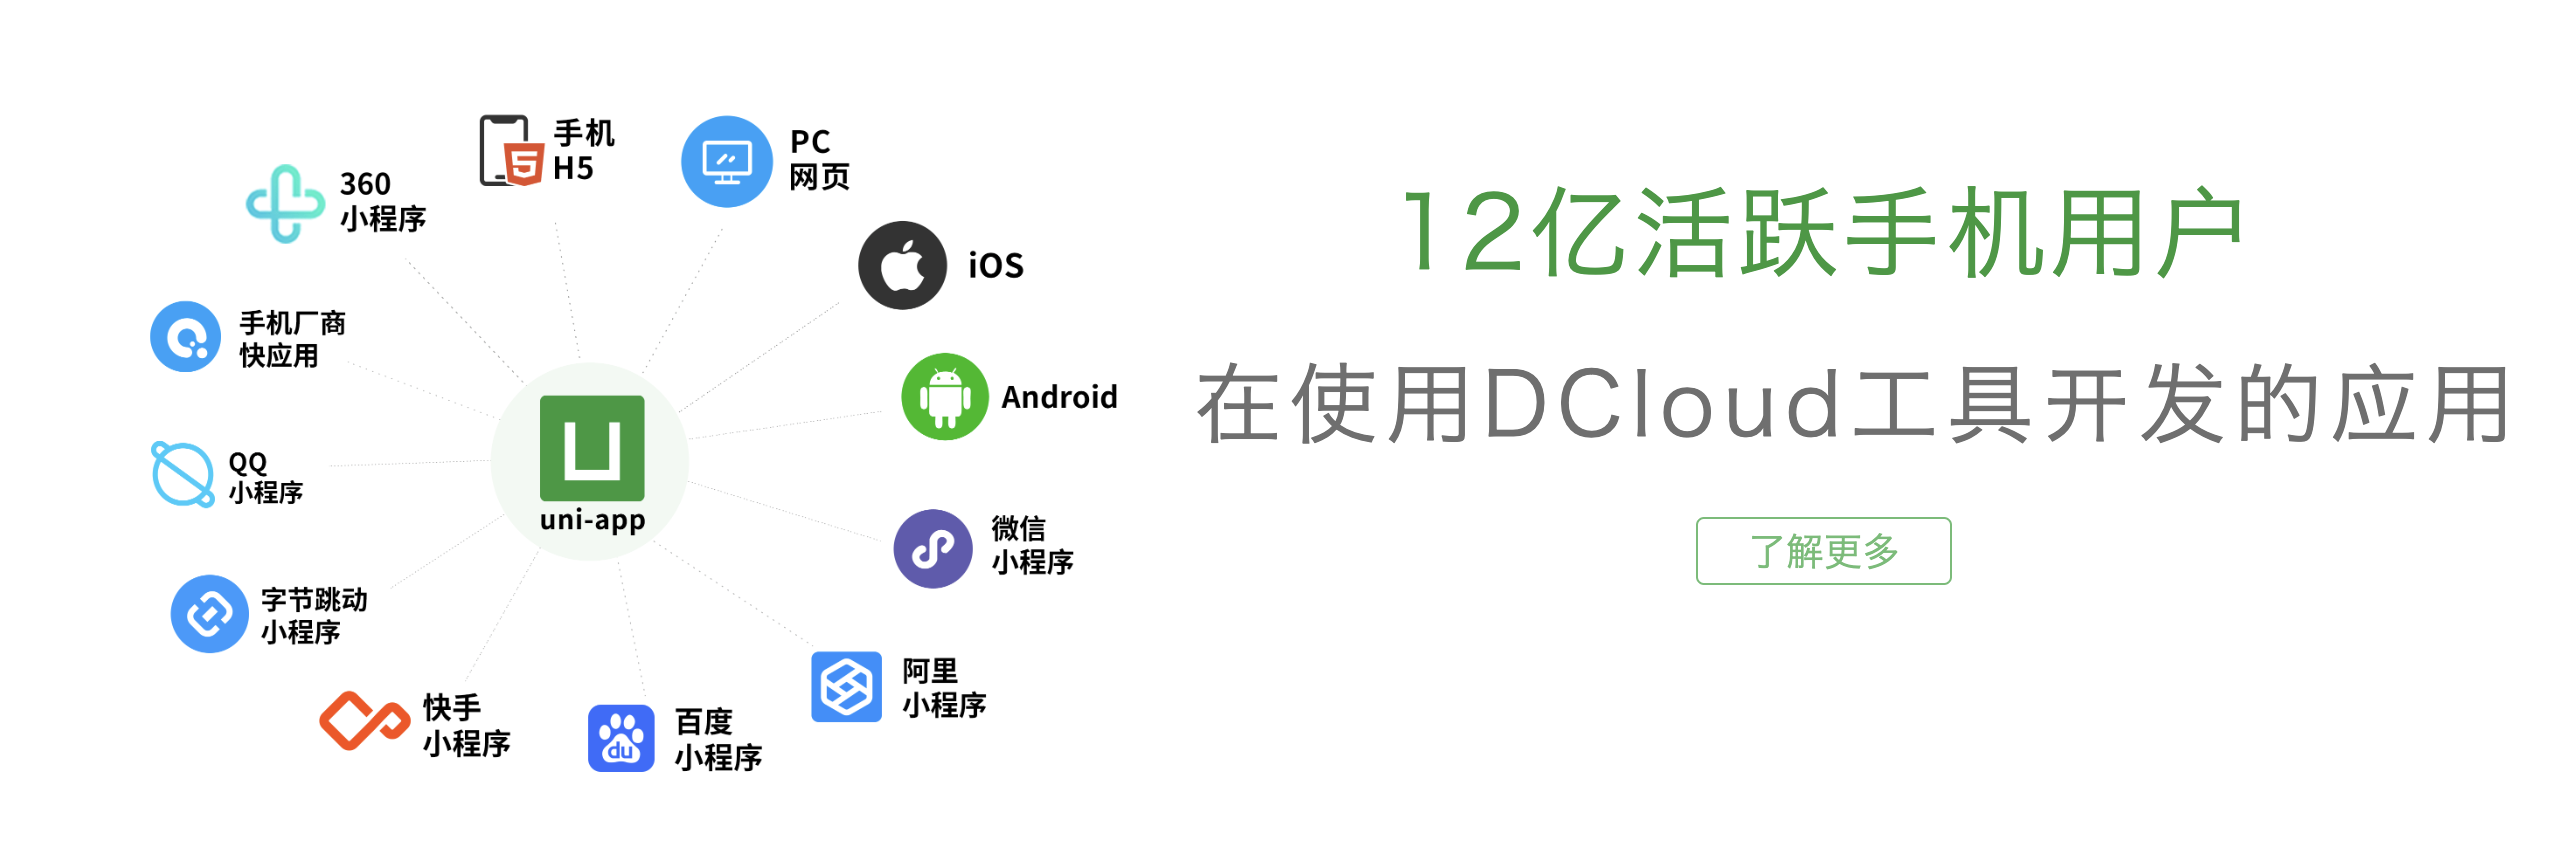 手机
H5
PC
网页
360
小程序
iOS
手机厂商
快应用
Android
QQ
小程序
uni-app
微信
小程序
字节跳动
小程序
阿里
小程序
快手
小程序
du
百度
小程序
12亿活跃手机用户
在使用DCloud工具开发的应用
了解更多